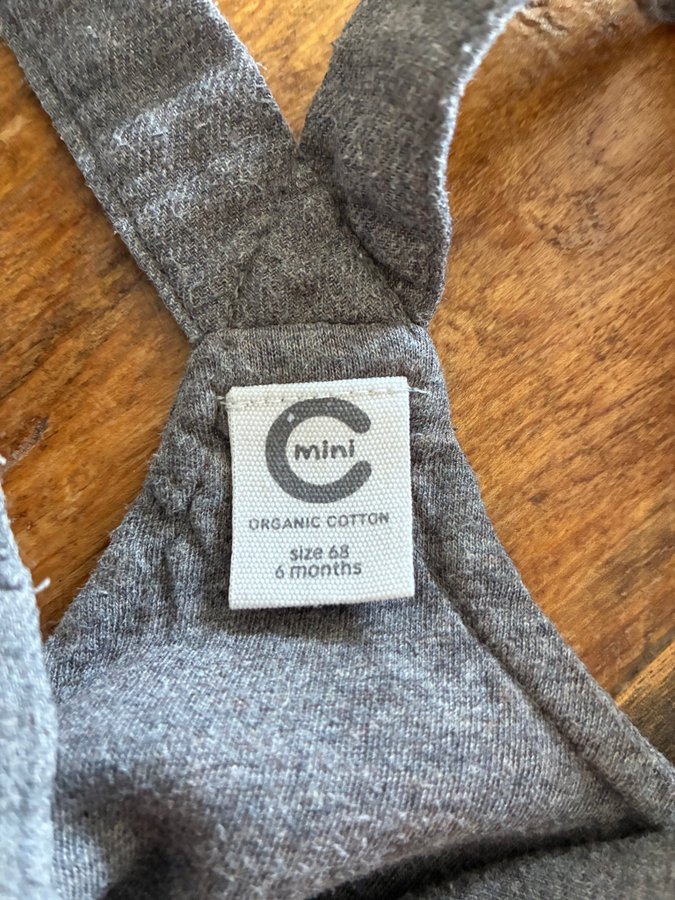 C
mini
ORGANIC COTTON
size 68
6 months